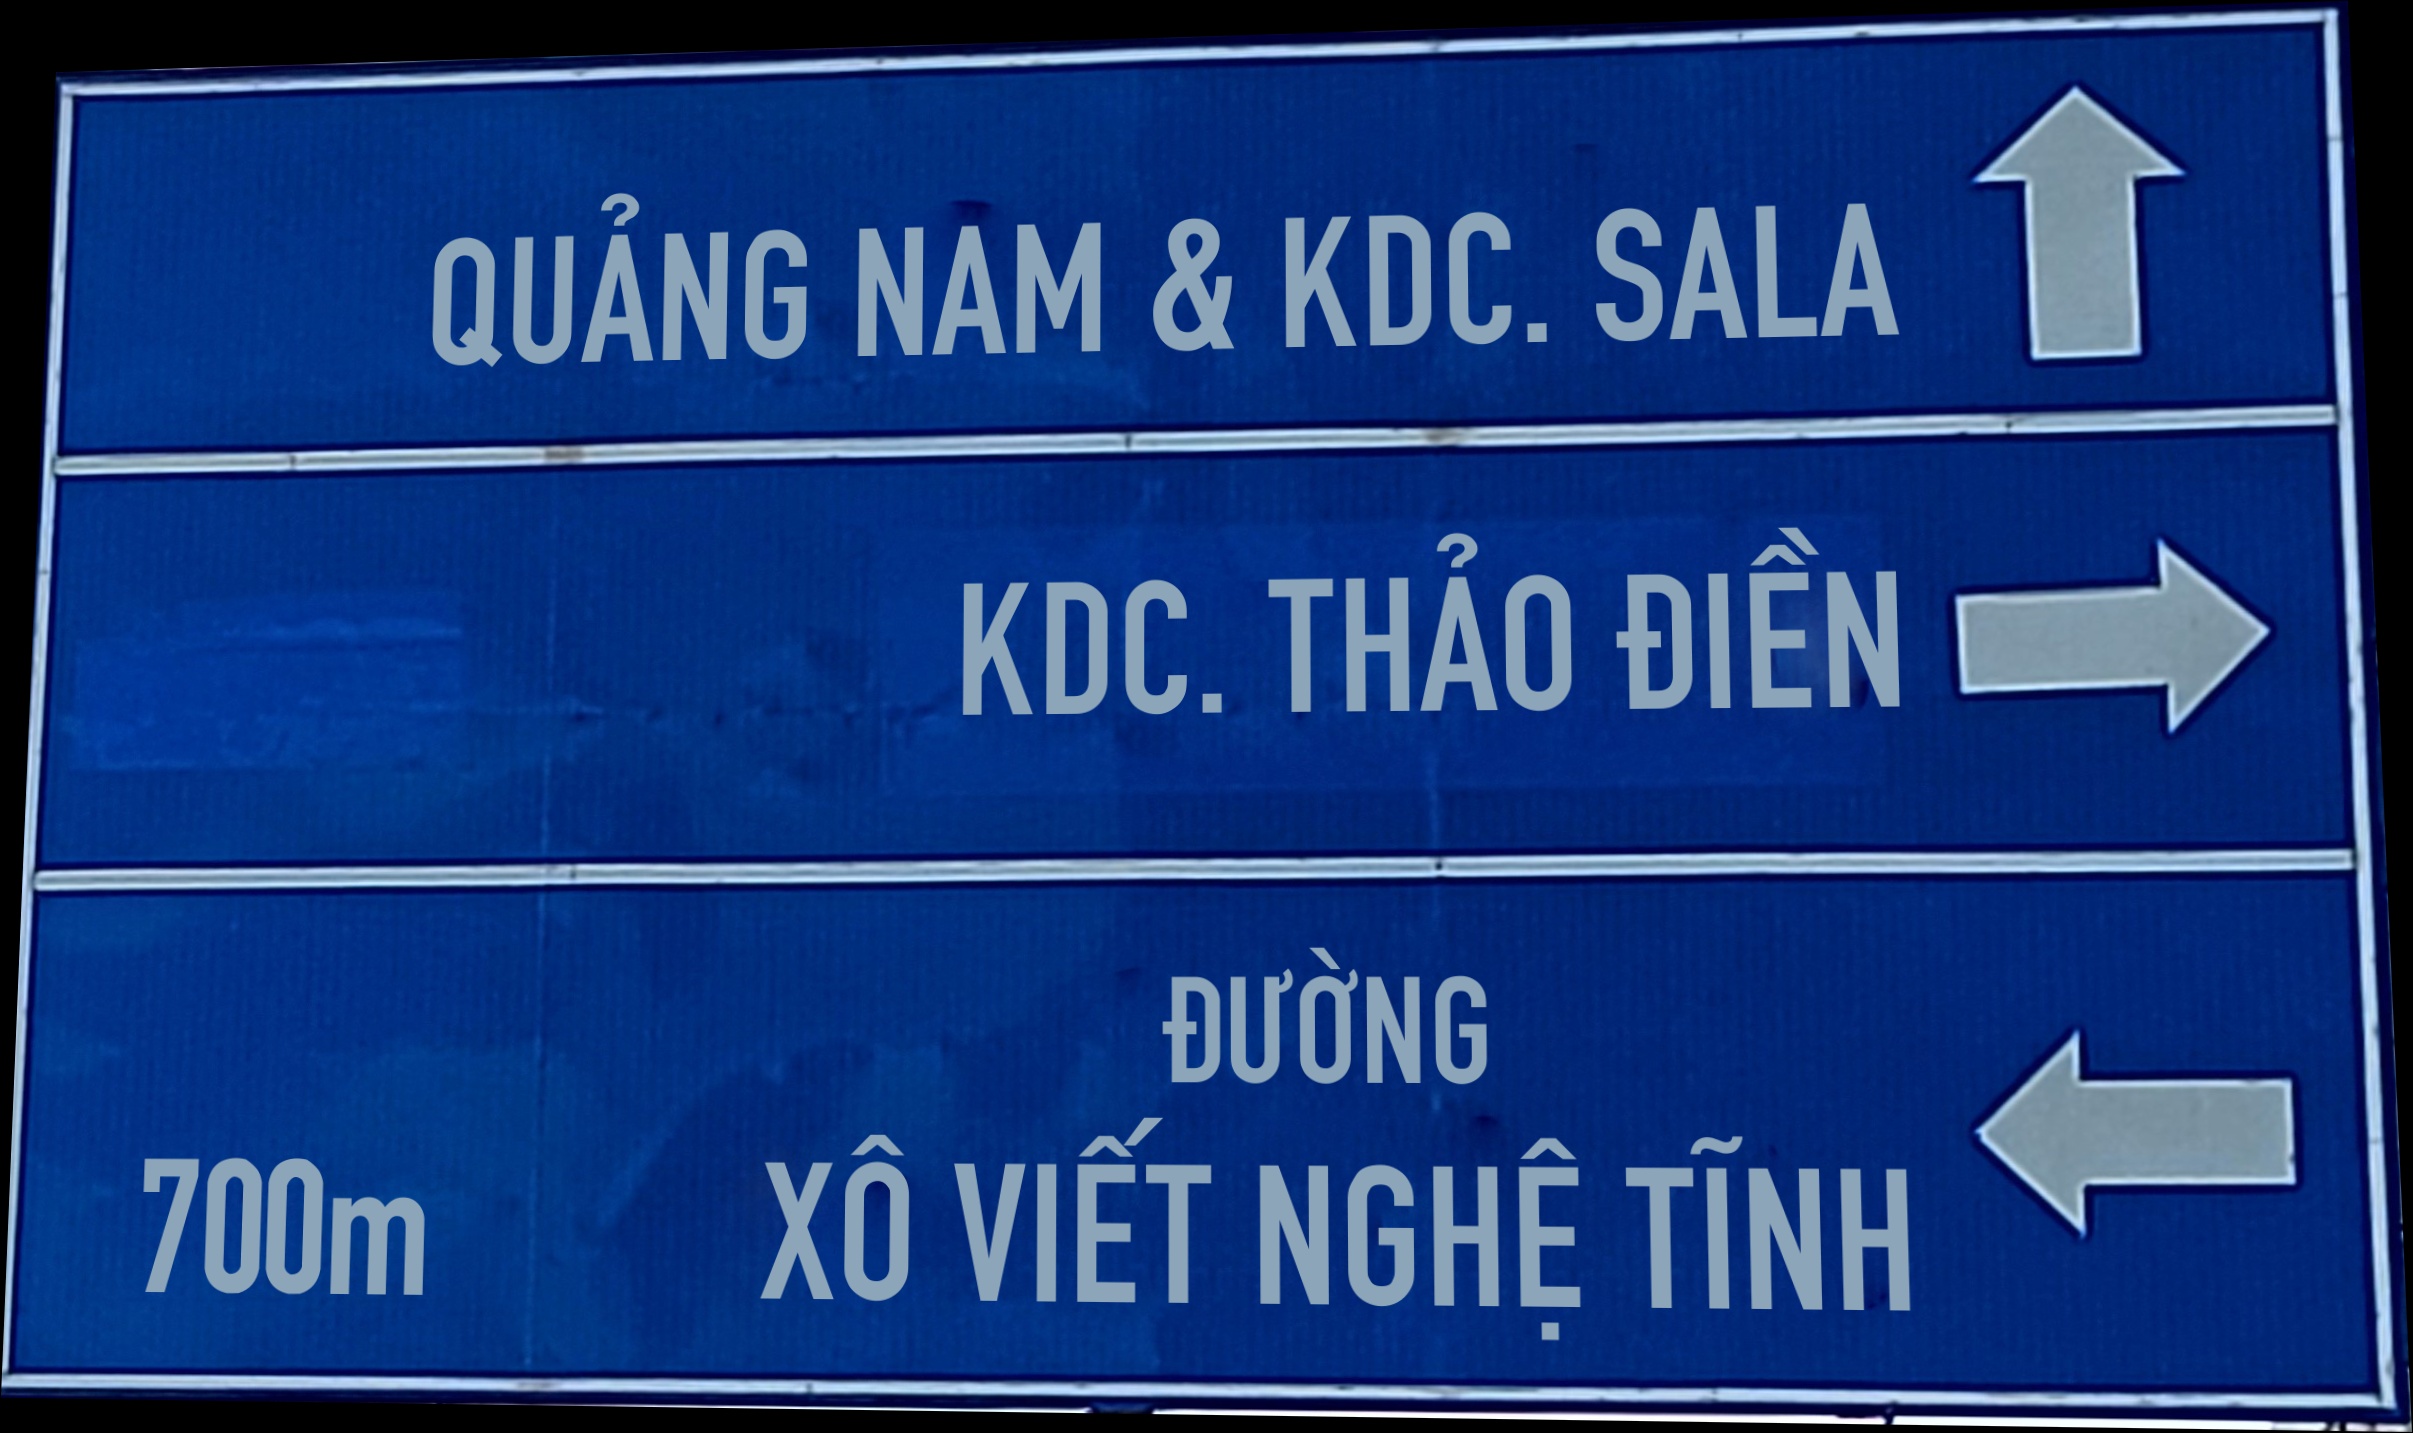 QUẢNG NAM & KDC. SALA
KDC. THẢO ĐIỀN
ĐƯỜNG
XÔ VIẾT NGHỆ TĨNH
700m